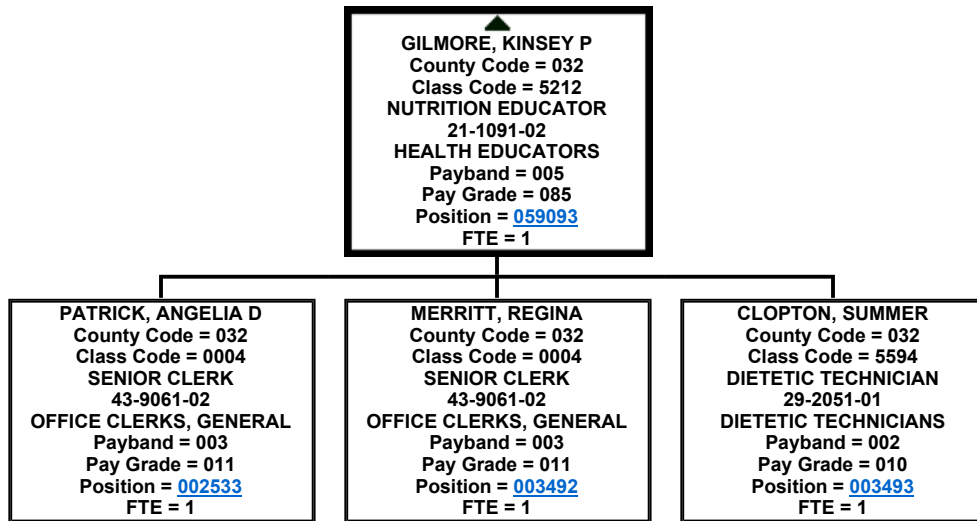 GILMORE, KINSEY P
County Code = 032
Class Code = 5212
NUTRITION EDUCATOR
21-1091-02
HEALTH EDUCATORS
Payband = 005
Pay Grade = 085
Position = 059093
FTE = 1
PATRICK, ANGELIA D
County Code = 032
Class Code = 0004
SENIOR CLERK
43-9061-02
OFFICE CLERKS, GENERAL
Payband = 003
Pay Grade = 011
Position = 002533
FTE = 1
MERRITT, REGINA
County Code = 032
Class Code = 0004
SENIOR CLERK
43-9061-02
OFFICE CLERKS, GENERAL
Payband = 003
Pay Grade = 011
Position = 003492
FTE = 1
CLOPTON, SUMMER
County Code = 032
Class Code = 5594
DIETETIC TECHNICIAN
29-2051-01
DIETETIC TECHNICIANS
Payband = 002
Pay Grade = 010
Position = 003493
FTE = 1